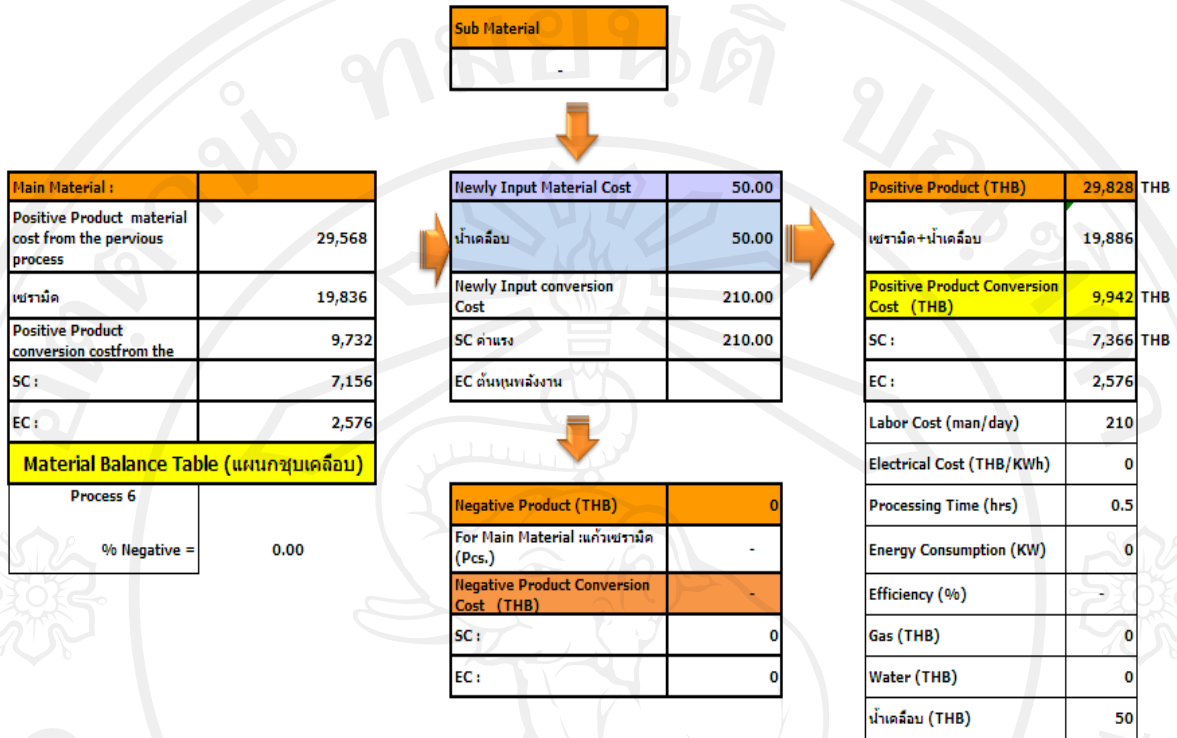 Sub Material
-
Main Material :
Positive Product material
cost from the pervious
process
29,568
เซรามิค 19,836
Positive Product
conversion costfrom the
9,732
SC : 7,156
EC : 2,576
Material Balance Table (แผนกชุบเคลือบ)
Process 6
% Negative = 0.00
Newly Input Material Cost 50.00
น้ำเคลือบ 50.00
Newly Input conversion
Cost
210.00
SC ค่าแรง 210.00
EC ต้นทุนพลังงาน
Negative Product (THB) 0
For Main Material :แก้วเซรามิค
(Pcs.)
-
Negative Product Conversion
Cost (THB)
-
SC : 0
EC : 0
Positive Product (THB) 29,828 THB
เซรามิค+น้ำเคลือบ 19,886
Positive Product Conversion
Cost (THB)
9,942 THB
SC : 7,366 THB
EC : 2,576
Labor Cost (man/day) 210
Electrical Cost (THB/KWh) 0
Processing Time (hrs) 0.5
Energy Consumption (KW) 0
Efficiency (%) -
Gas (THB) 0
Water (THB) 0
น้ำเคลือบ (THB) 50